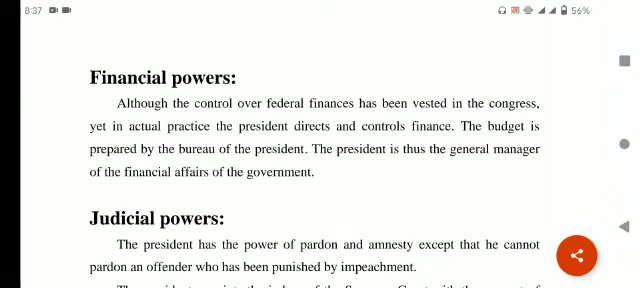 8:37
56%
Financial powers:
Although the control over federal finances has been vested in the congress,
yet in actual practice the president directs and controls finance. The budget is
prepared by the bureau of the president. The president is thus the general manager
of the financial affairs of the government.
Judicial powers:
The president has the power of pardon and amnesty except that he cannot
pardon an offender who has been punished by impeachment.